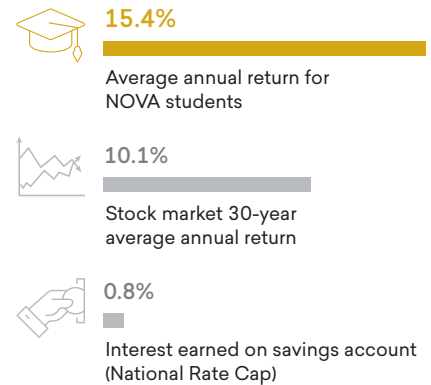 15.4%
Average annual return for
NOVA students
10.1%
Stock market 30-year
average annual return
0.8%
Interest earned on savings account
(National Rate Cap)